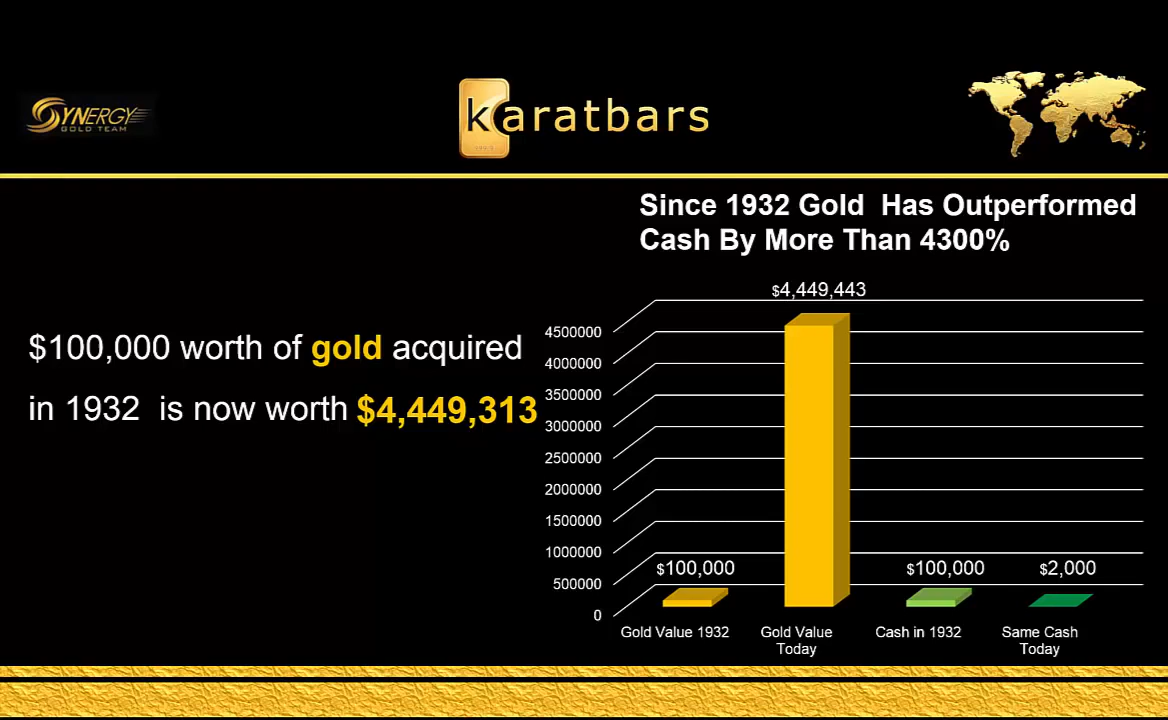 SYNERGY
GOLD TEAM
karatbars
Since 1932 Gold  Has Outperformed
Cash By More Than 4300%
$100,000 worth of gold acquired
in 1932  is now worth $4,449,313
$4,449,443
4500000
4000000
3500000
3000000
2500000
2000000
1500000
1000000
500000
0
$100,000
$100,000
$2,000
Gold Value 1932
Gold Value
Today
Cash in 1932
Same Cash
Today